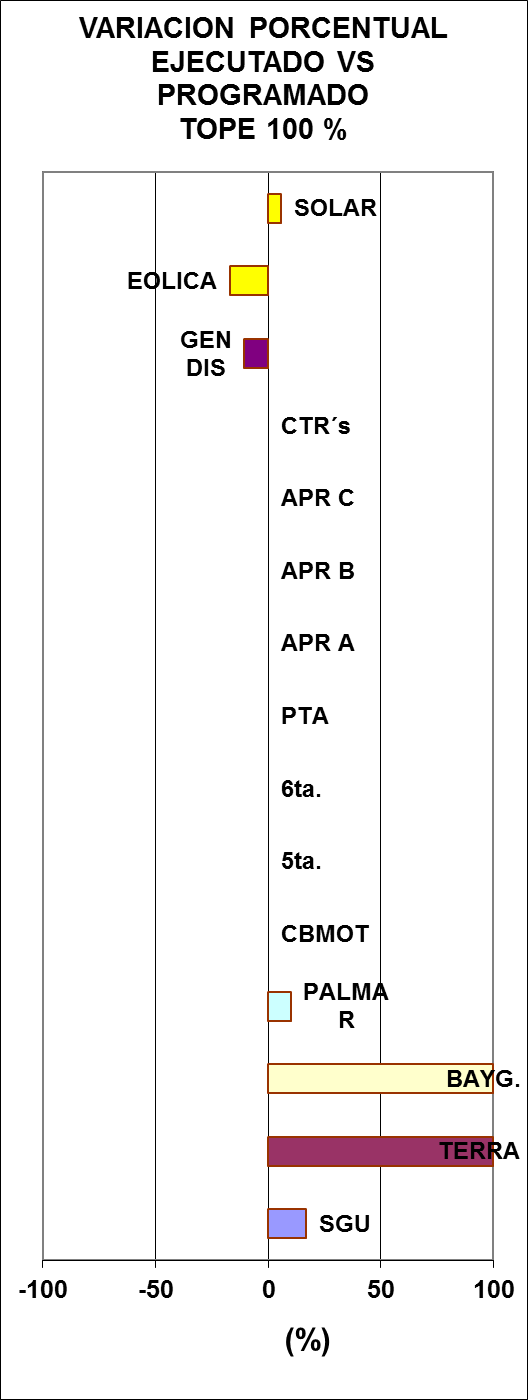 VARIACION PORCENTUAL
EJECUTADO VS
PROGRAMADO
TOPE 100 %
SOLAR
EOLICA
GEN
DIS
CTR´s
APR C
APR B
APR A
PTA
6ta.
5ta.
CBMOT
PALMA
R
BAYG.
TERRA
SGU
-100 -50 0 50 100
(%)